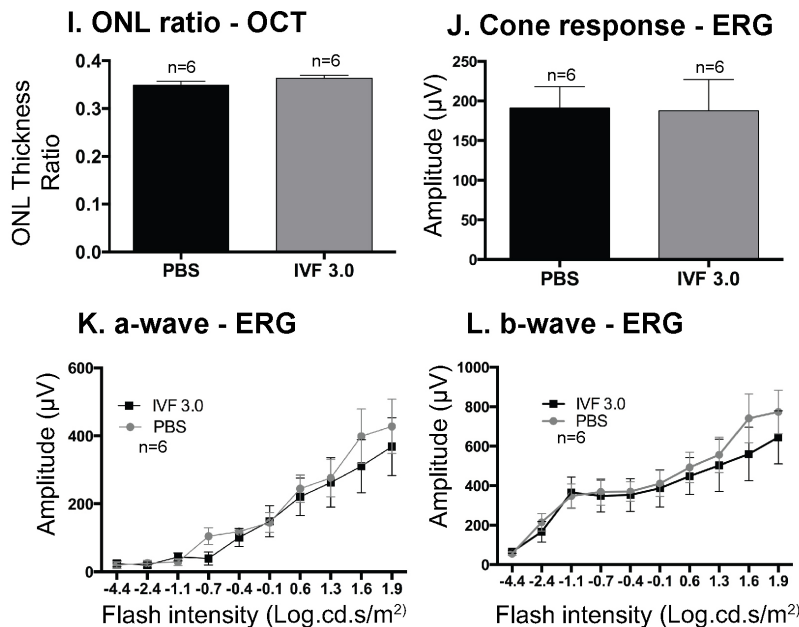 I. ONL ratio - OCT
ONL Thickness
Ratio
0.4
0.3
0.2
0.1
0.0
n=6
n=6
PBS
IVF 3.0
J. Cone response - ERG
Amplitude (µV)
250
200
150
100
50
0
n=6
n=6
PBS
IVF 3.0
K. a-wave - ERG
Amplitude (µV)
600
400
200
0
IVF 3.0
PBS
n=6
-4.4 -2.4 -1.1 -0.7 -0.4 -0.1 0.6 1.3 1.6 1.9
Flash intensity (Log.cd.s/m²)
L. b-wave - ERG
Amplitude (µV)
1000
800
600
400
200
0
IVF 3.0
PBS
n=6
-4.4 -2.4 -1.1 -0.7 -0.4 -0.1 0.6 1.3 1.6 1.9
Flash intensity (Log.cd.s/m²)